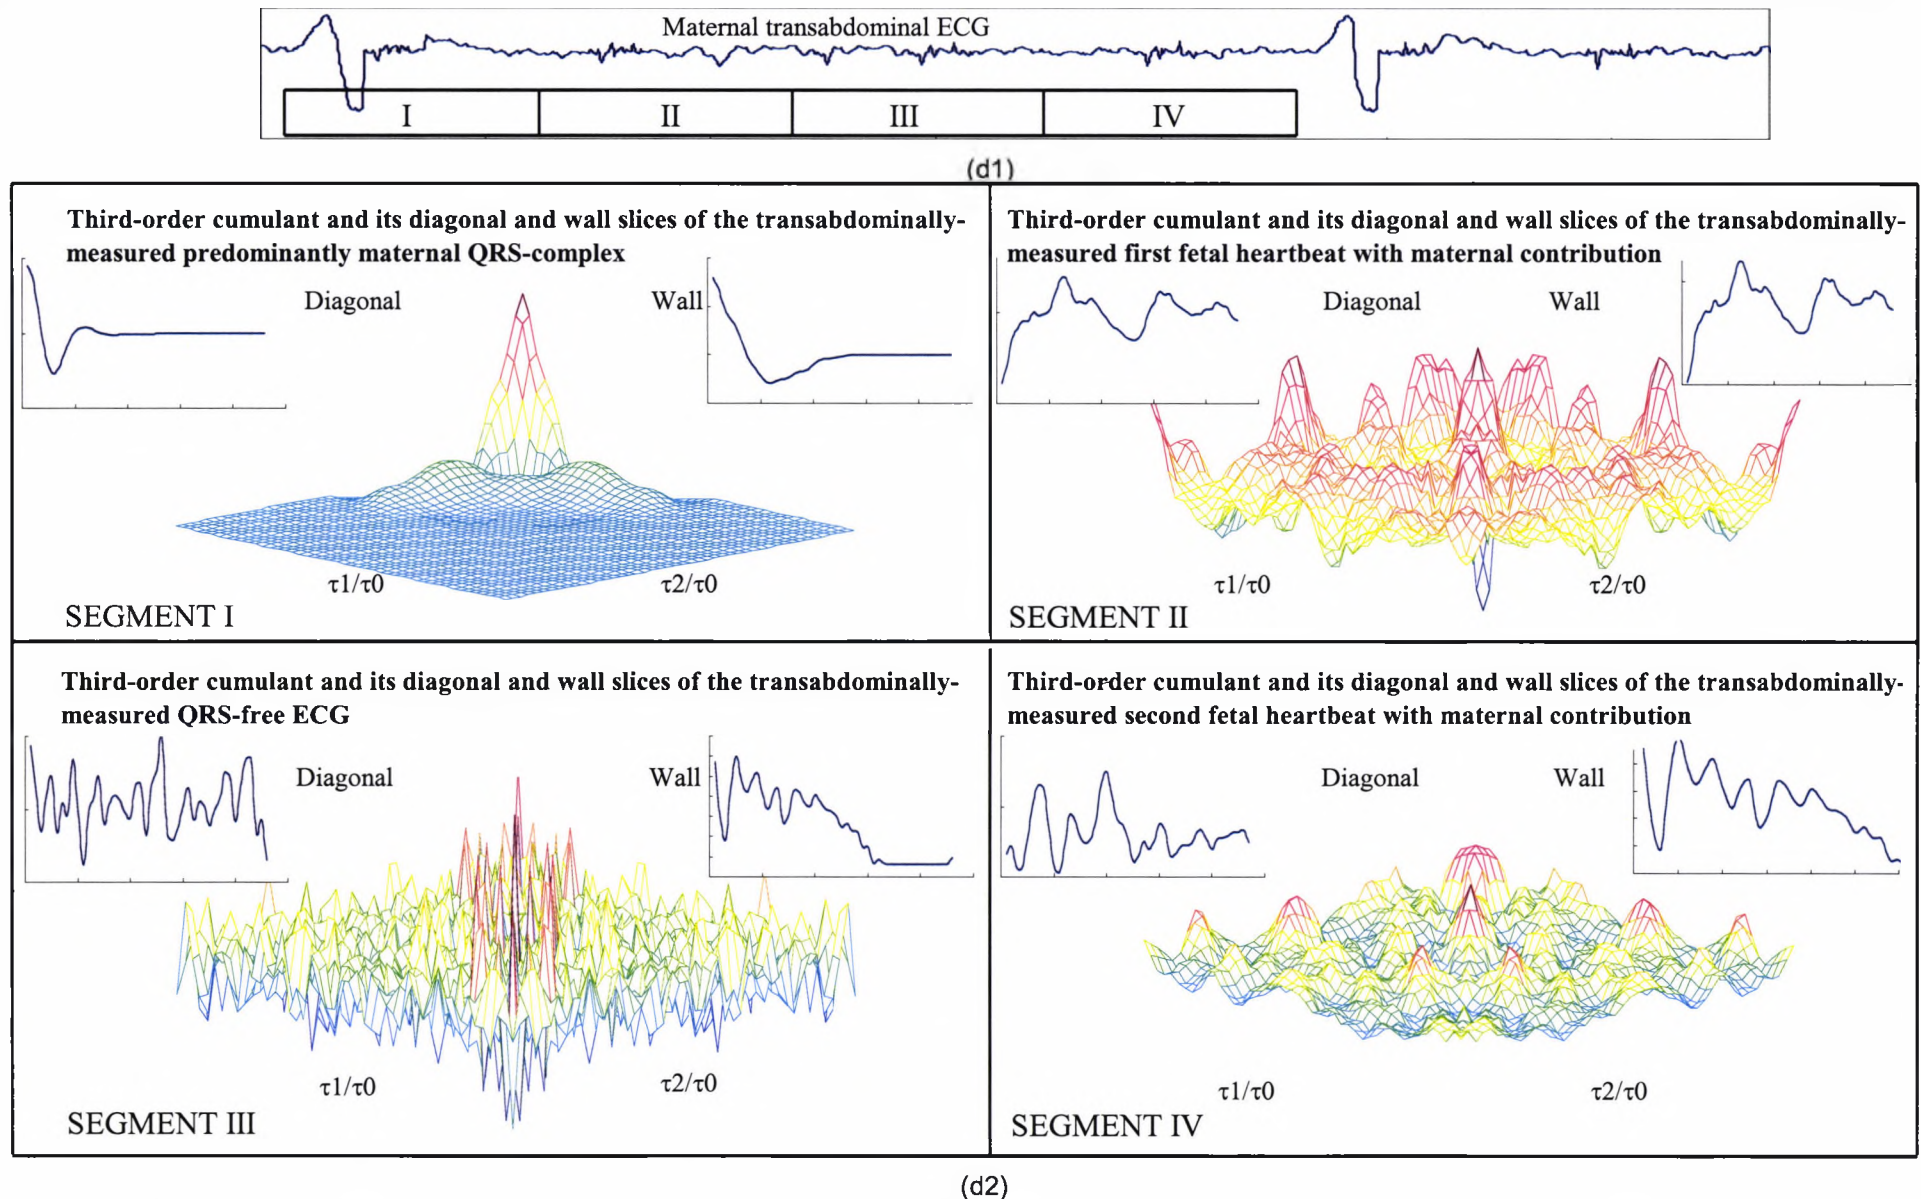 Maternal transabdominal ECG
I II III IV
(d1)
Third-order cumulant and its diagonal and wall slices of the transabdominally-
measured predominantly maternal QRS-complex
Diagonal Wall
τ1/τ0 τ2/τ0
SEGMENT I
Third-order cumulant and its diagonal and wall slices of the transabdominally-
measured first fetal heartbeat with maternal contribution
Diagonal Wall
τ1/τ0 τ2/τ0
SEGMENT II
Third-order cumulant and its diagonal and wall slices of the transabdominally-
measured QRS-free ECG
Diagonal Wall
τ1/τ0 τ2/τ0
SEGMENT III
Third-order cumulant and its diagonal and wall slices of the transabdominally-
measured second fetal heartbeat with maternal contribution
Diagonal Wall
τ1/τ0 τ2/τ0
SEGMENT IV
(d2)